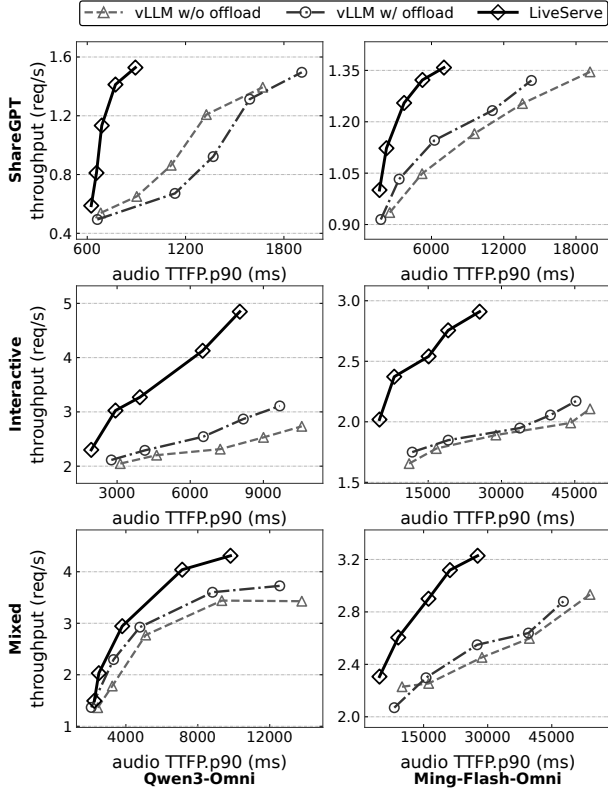 vLLM w/o offload vLLM w/ offload LiveServe
ShareGPT
throughput (req/s)
1.6
1.2
0.8
0.4
600 1200 1800
audio TTFP.p90 (ms)
1.35
1.20
1.05
0.90
6000 12000 18000
audio TTFP.p90 (ms)
Interactive
throughput (req/s)
5
4
3
2
3000 6000 9000
audio TTFP.p90 (ms)
3.0
2.5
2.0
1.5
15000 30000 45000
audio TTFP.p90 (ms)
Mixed
throughput (req/s)
4
3
2
1
4000 8000 12000
audio TTFP.p90 (ms)
Qwen3-Omni
3.2
2.8
2.4
2.0
15000 30000 45000
audio TTFP.p90 (ms)
Ming-Flash-Omni